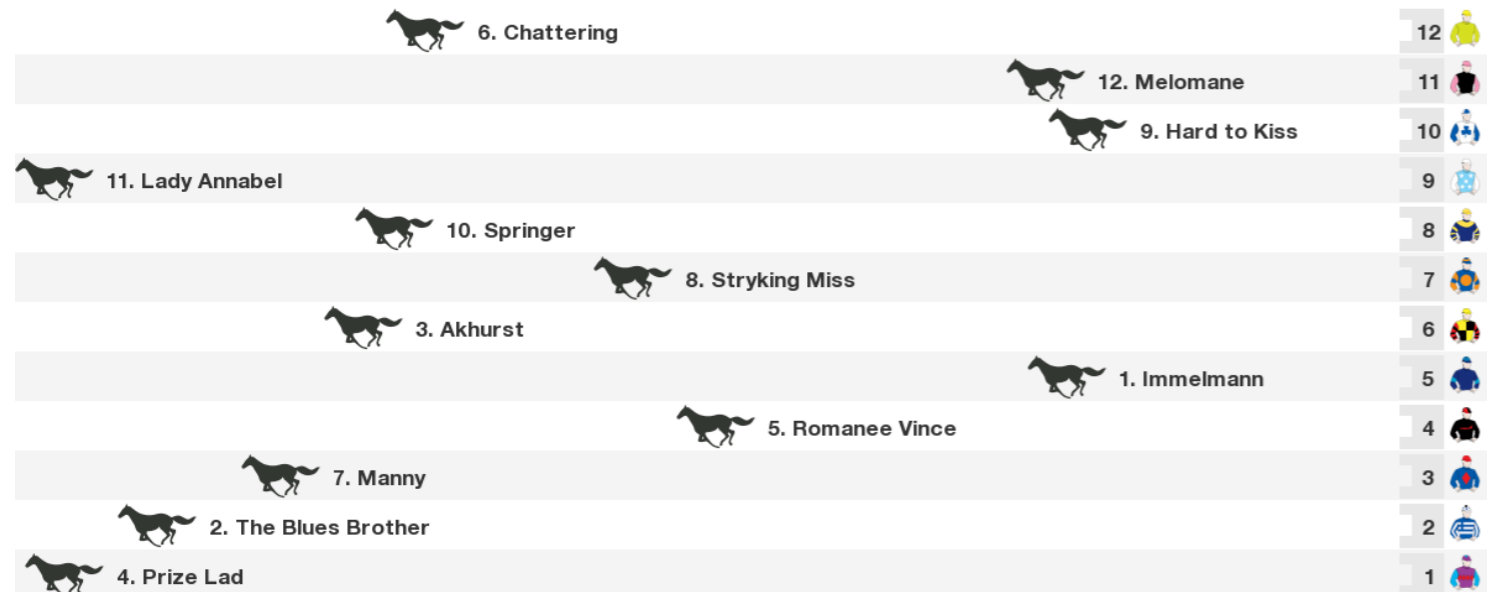 6. Chattering 12
12. Melomane 11
9. Hard to Kiss 10
11. Lady Annabel 9
10. Springer 8
8. Stryking Miss 7
3. Akhurst 6
1. Immelmann 5
5. Romanee Vince 4
7. Manny 3
2. The Blues Brother 2
4. Prize Lad 1